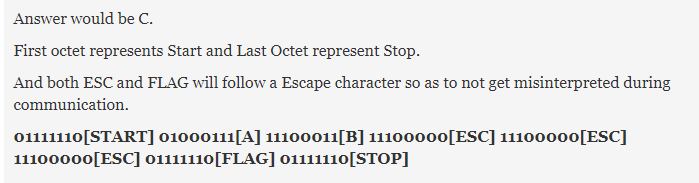 Answer would be C.
First octet represents Start and Last Octet represent Stop.
And both ESC and FLAG will follow a Escape character so as to not get misinterpreted during
communication.
01111110[START] 01000111[A] 11100011[B] 11100000[ESC] 11100000[ESC]
11100000[ESC] 01111110[FLAG] 01111110[STOP]